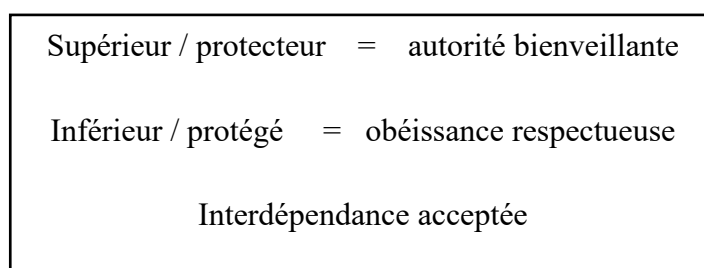 Supérieur / protecteur = autorité bienveillante
Inférieur / protégé = obéissance respectueuse
Interdépendance acceptée